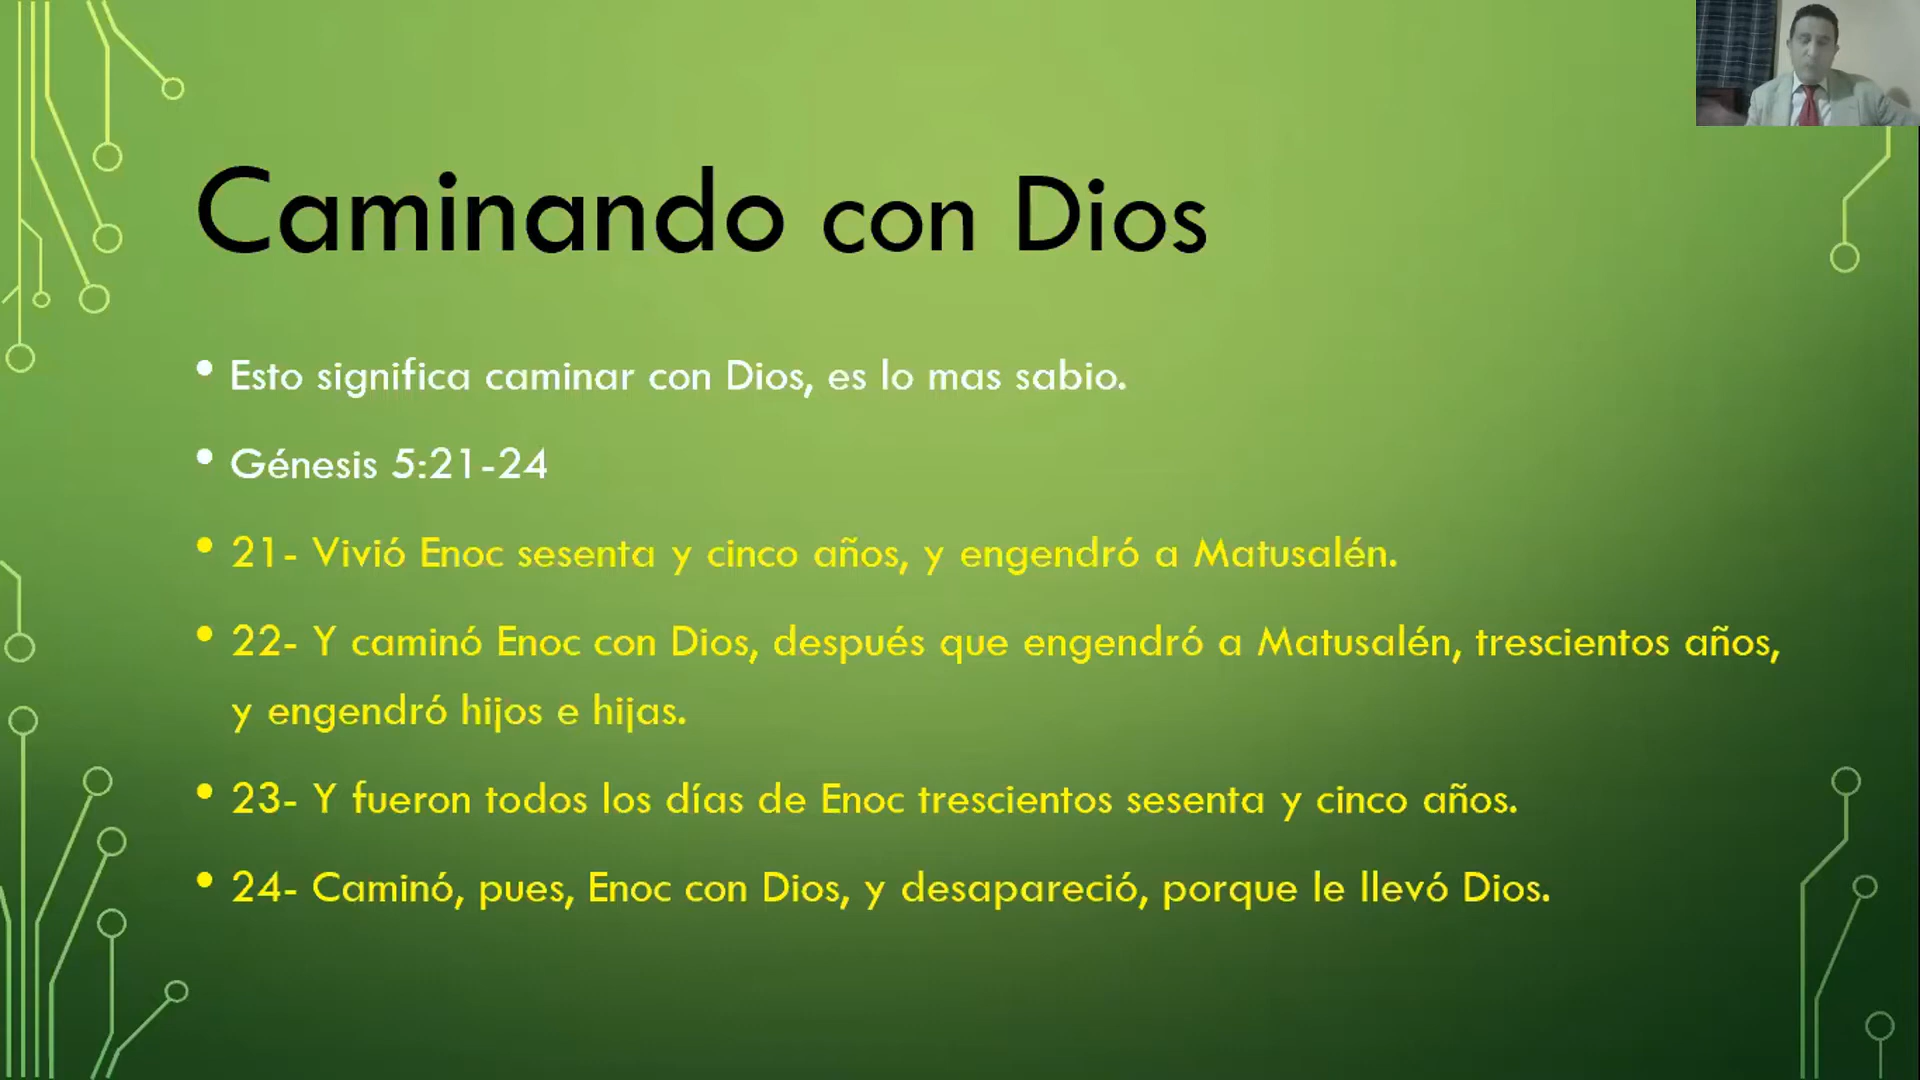 Caminando con Dios
• Esto significa caminar con Dios, es lo mas sabio.
• Génesis 5:21-24
• 21- Vivió Enoc sesenta y cinco años, y engendró a Matusalén.
• 22- Y caminó Enoc con Dios, después que engendró a Matusalén, trescientos años,
y engendró hijos e hijas.
• 23- Y fueron todos los días de Enoc trescientos sesenta y cinco años.
• 24- Caminó, pues, Enoc con Dios, y desapareció, porque le llevó Dios.